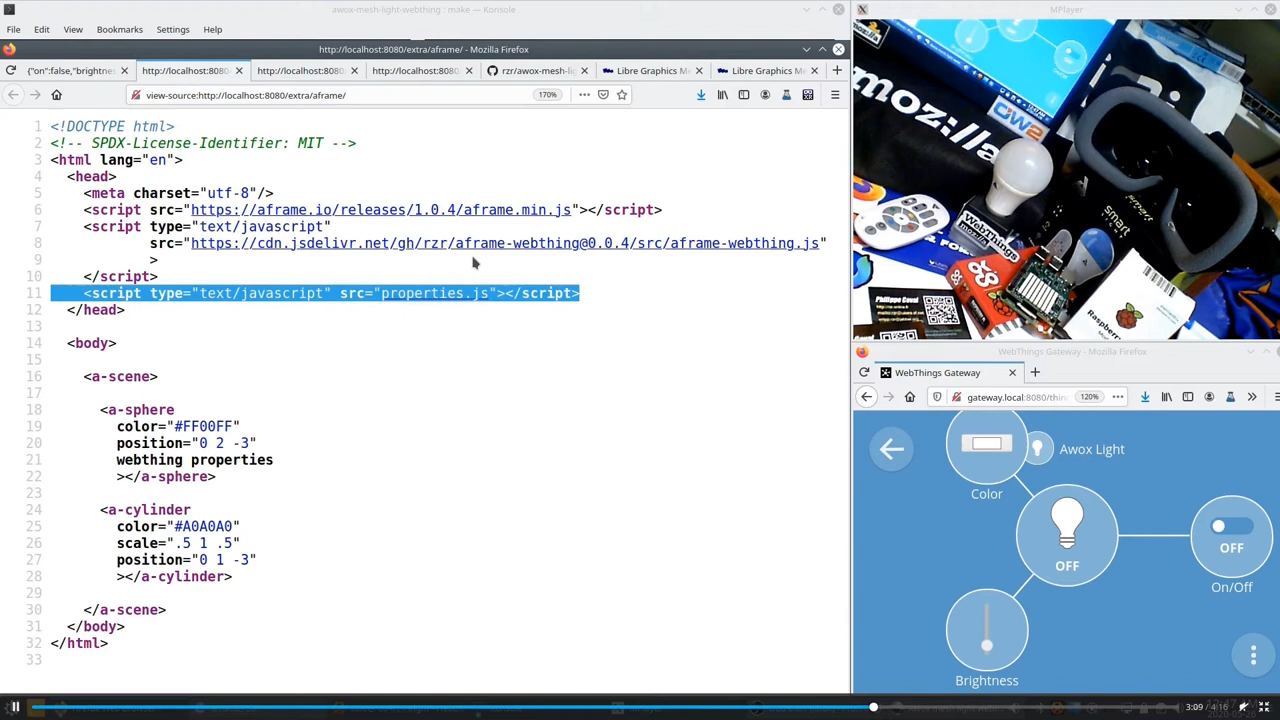 awox-mesh-light-webthing : make — Konsole
File Edit View Bookmarks Settings Help
http://localhost:8080/extra/aframe/ - Mozilla Firefox
{"on":false,"brightnes
http://localhost:8080
http://localhost:8080
http://localhost:8080
rzr/awox-mesh-lig
Libre Graphics Me
Libre Graphics Me
view-source:http://localhost:8080/extra/aframe/
170%
1 <!DOCTYPE html>
2 <!-- SPDX-License-Identifier: MIT -->
3 <html lang="en">
4 <head>
5 <meta charset="utf-8"/>
6 <script src="https://aframe.io/releases/1.0.4/aframe.min.js"></script>
7 <script type="text/javascript"
8 src="https://cdn.jsdelivr.net/gh/rzr/aframe-webthing@0.0.4/src/aframe-webthing.js"
9 >
10 </script>
11 <script type="text/javascript" src="properties.js"></script>
12 </head>
13
14 <body>
15
16 <a-scene>
17
18 <a-sphere
19 color="#FF00FF"
20 position="0 2 -3"
21 webthing properties
22 ></a-sphere>
23
24 <a-cylinder
25 color="#A0A0A0"
26 scale=".5 1 .5"
27 position="0 1 -3"
28 ></a-cylinder>
29
30 </a-scene>
31 </body>
32 </html>
33
MPlayer
moz://a
OW2
WebThings
smart
Philippe Coval
Raspberry
WebThings Gateway - Mozilla Firefox
WebThings Gateway
gateway.local:8080/thin
120%
Awox Light
Color
OFF
OFF
On/Off
Brightness
3:09 / 4:16